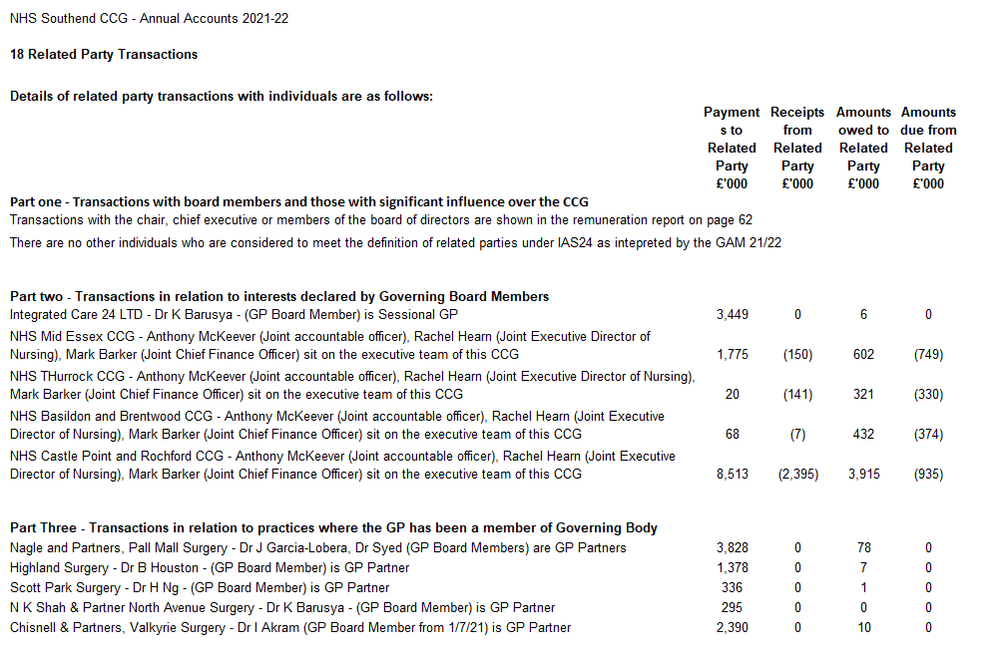 NHS Southend CCG - Annual Accounts 2021-22
18 Related Party Transactions
Details of related party transactions with individuals are as follows:
Payment Receipts Amounts Amounts
s to from owed to due from
Related Related Related Related
Party Party Party Party
£'000 £'000 £'000 £'000
Part one - Transactions with board members and those with significant influence over the CCG
Transactions with the chair, chief executive or members of the board of directors are shown in the remuneration report on page 62
There are no other individuals who are considered to meet the definition of related parties under IAS24 as intepreted by the GAM 21/22
Part two - Transactions in relation to interests declared by Governing Board Members
Integrated Care 24 LTD - Dr K Barusya - (GP Board Member) is Sessional GP 3,449 0 6 0
NHS Mid Essex CCG - Anthony McKeever (Joint accountable officer), Rachel Hearn (Joint Executive Director of
Nursing), Mark Barker (Joint Chief Finance Officer) sit on the executive team of this CCG 1,775 (150) 602 (749)
NHS THurrock CCG - Anthony McKeever (Joint accountable officer), Rachel Hearn (Joint Executive Director of Nursing),
Mark Barker (Joint Chief Finance Officer) sit on the executive team of this CCG 20 (141) 321 (330)
NHS Basildon and Brentwood CCG - Anthony McKeever (Joint accountable officer), Rachel Hearn (Joint Executive
Director of Nursing), Mark Barker (Joint Chief Finance Officer) sit on the executive team of this CCG 68 (7) 432 (374)
NHS Castle Point and Rochford CCG - Anthony McKeever (Joint accountable officer), Rachel Hearn (Joint Executive
Director of Nursing), Mark Barker (Joint Chief Finance Officer) sit on the executive team of this CCG 8,513 (2,395) 3,915 (935)
Part Three - Transactions in relation to practices where the GP has been a member of Governing Body
Nagle and Partners, Pall Mall Surgery - Dr J Garcia-Lobera, Dr Syed (GP Board Members) are GP Partners 3,828 0 78 0
Highland Surgery - Dr B Houston - (GP Board Member) is GP Partner 1,378 0 7 0
Scott Park Surgery - Dr H Ng - (GP Board Member) is GP Partner 336 0 1 0
N K Shah & Partner North Avenue Surgery - Dr K Barusya - (GP Board Member) is GP Partner 295 0 0 0
Chisnell & Partners, Valkyrie Surgery - Dr I Akram (GP Board Member from 1/7/21) is GP Partner 2,390 0 10 0